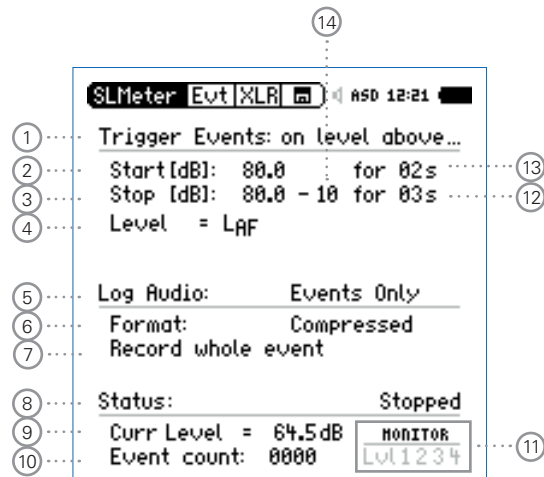 14
SLMeter Evt XLR ASD 12:21
1 Trigger Events: on level above...
2 Start[dB]: 80.0 for 02s 13
3 Stop [dB]: 80.0 - 10 for 03s 12
4 Level = LAF
5 Log Audio: Events Only
6 Format: Compressed
7 Record whole event
8 Status: Stopped
9 Curr Level = 64.5dB MONITOR 11
10 Event count: 0000 Lvl1234